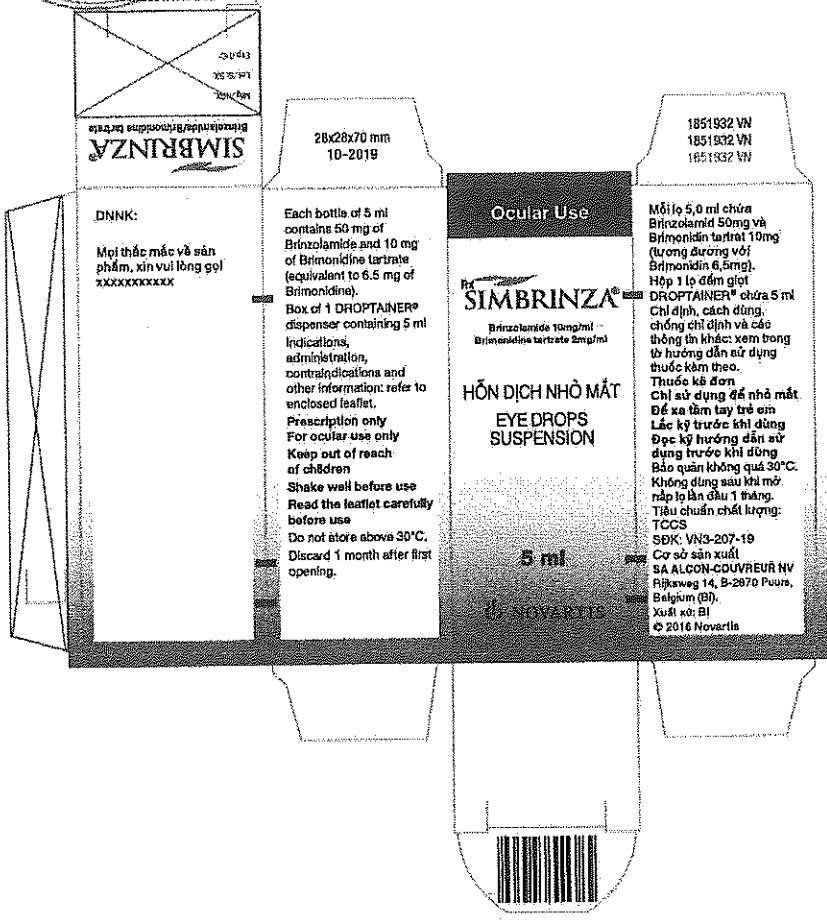 Exp/HD:
Lot/Số SX:
Mfg/NSX:
SIMBRINZA®
Brinzolamide/Brimonidine tartrate
DNNK:
Mọi thắc mắc về sản
phẩm, xin vui lòng gọi
xxxxxxxxxxx
28x28x70 mm
10-2019
Each bottle of 5 ml
contains 50 mg of
Brinzolamide and 10 mg
of Brimonidine tartrate
(equivalent to 6.5 mg of
Brimonidine).
Box of 1 DROPTAINER®
dispenser containing 5 ml
Indications,
administration,
contraindications and
other information: refer to
enclosed leaflet.
Prescription only
For ocular use only
Keep out of reach
of children
Shake well before use
Read the leaflet carefully
before use
Do not store above 30°C.
Discard 1 month after first
opening.
Ocular Use
Rx
SIMBRINZA®
Brinzolamide 10mg/ml
Brimonidine tartrate 2mg/ml
HỖN DỊCH NHỎ MẮT
EYE DROPS
SUSPENSION
5 ml
NOVARTIS
1851932 VN
1851932 VN
1851932 VN
Mỗi lọ 5,0 ml chứa
Brinzolamid 50mg và
Brimonidin tartrat 10mg
(tương đương với
Brimonidin 6,5mg).
Hộp 1 lọ đếm giọt
DROPTAINER® chứa 5 ml
Chỉ định, cách dùng,
chống chỉ định và các
thông tin khác: xem trong
tờ hướng dẫn sử dụng
thuốc kèm theo.
Thuốc kê đơn
Chỉ sử dụng để nhỏ mắt
Để xa tầm tay trẻ em
Lắc kỹ trước khi dùng
Đọc kỹ hướng dẫn sử
dụng trước khi dùng
Bảo quản không quá 30°C.
Không dùng sau khi mở
nắp lọ lần đầu 1 tháng.
Tiêu chuẩn chất lượng:
TCCS
SĐK: VN3-207-19
Cơ sở sản xuất
SA ALCON-COUVREUR NV
Rijksweg 14, B-2870 Puurs,
Belgium (Bỉ).
Xuất xứ: Bỉ
© 2016 Novartis